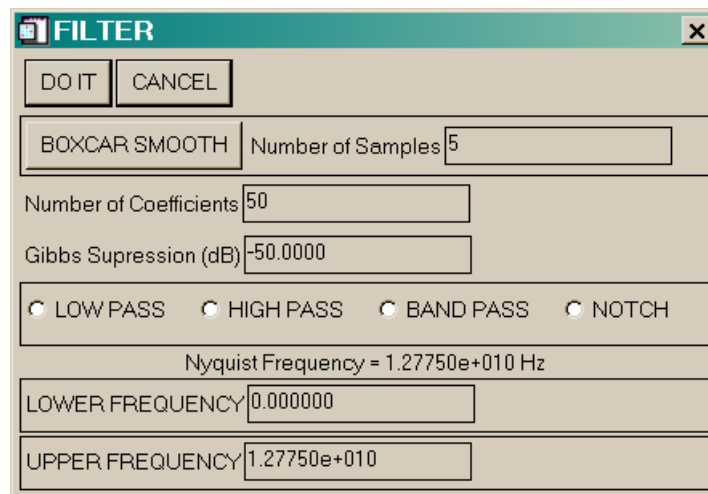 FILTER
DO IT CANCEL
BOXCAR SMOOTH Number of Samples 5
Number of Coefficients 50
Gibbs Supression (dB) -50.0000
LOW PASS HIGH PASS BAND PASS NOTCH
Nyquist Frequency = 1.27750e+010 Hz
LOWER FREQUENCY 0.000000
UPPER FREQUENCY 1.27750e+010